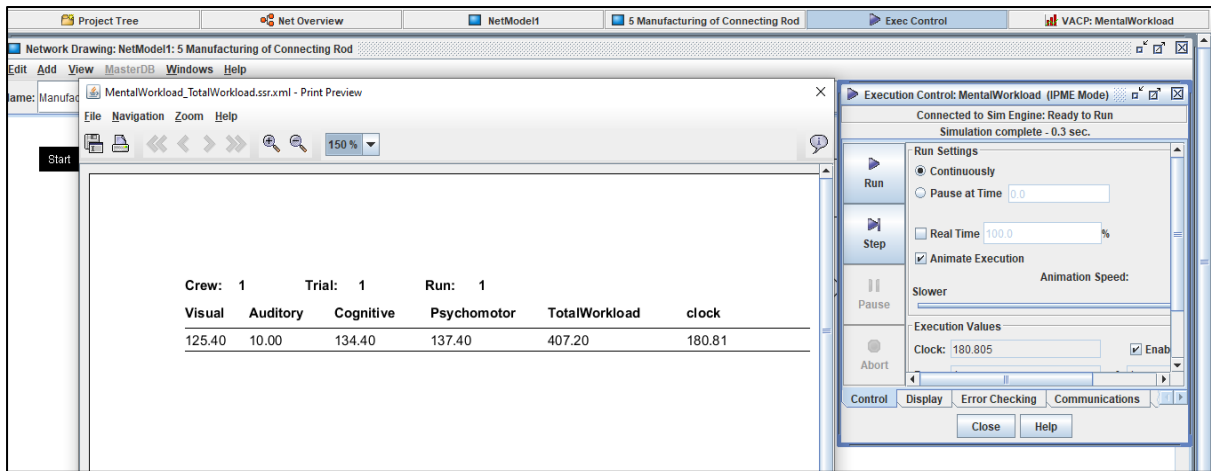 Project Tree Net Overview NetModel1 5 Manufacturing of Connecting Rod Exec Control VACP: MentalWorkload
Network Drawing: NetModel1: 5 Manufacturing of Connecting Rod
Edit Add View MasterDB Windows Help
Name: Manufac
MentalWorkload_TotalWorkload.ssr.xml - Print Preview
File Navigation Zoom Help
150 %
Start
Crew: 1 Trial: 1 Run: 1
Visual Auditory Cognitive Psychomotor TotalWorkload clock
125.40 10.00 134.40 137.40 407.20 180.81
Execution Control: MentalWorkload (IPME Mode)
Connected to Sim Engine: Ready to Run
Simulation complete - 0.3 sec.
Run
Step
Pause
Abort
Run Settings
Continuously
Pause at Time 0.0
Real Time 100.0 %
Animate Execution
Animation Speed:
Slower
Execution Values
Clock: 180.805 Enab
Control Display Error Checking Communications
Close Help